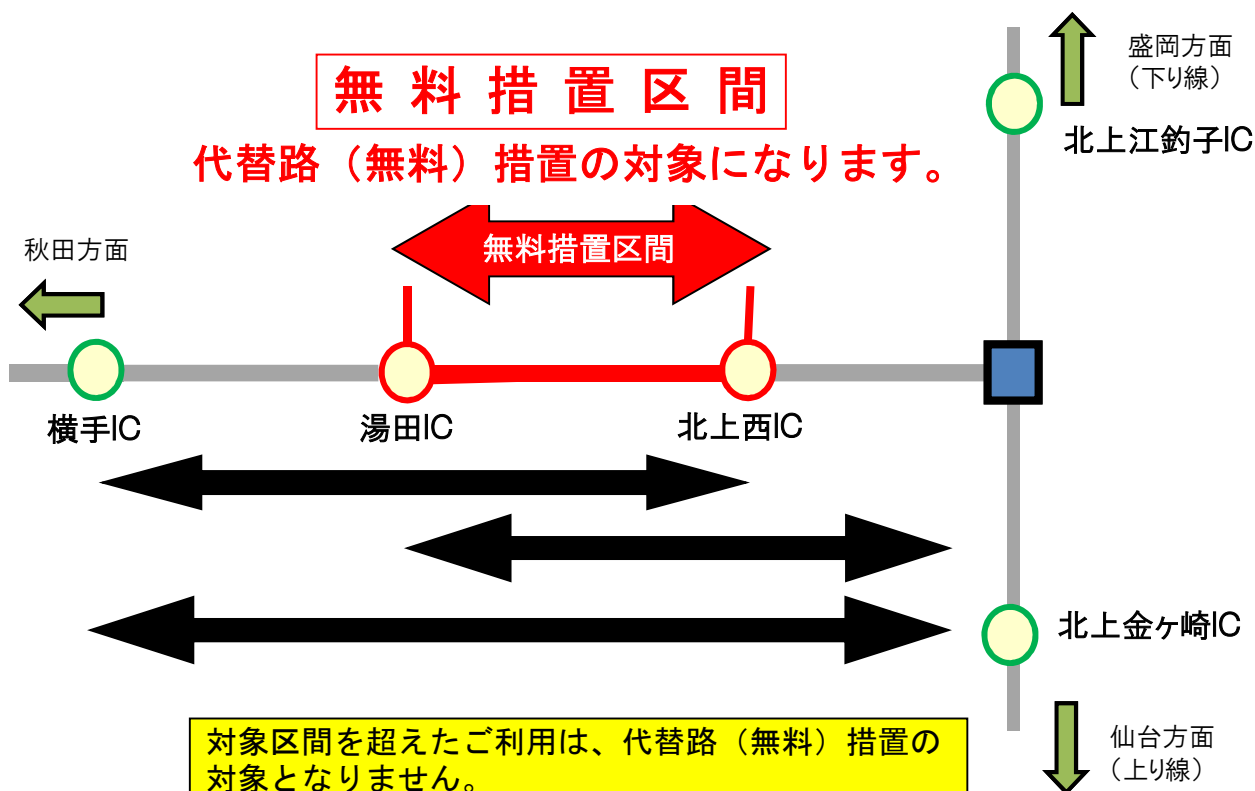 無料措置区間
代替路（無料）措置の対象になります。
盛岡方面
（下り線）
北上江釣子IC
無料措置区間
秋田方面
横手IC
湯田IC
北上西IC
北上金ヶ崎IC
対象区間を超えたご利用は、代替路（無料）措置の
対象となりません。
仙台方面
（上り線）